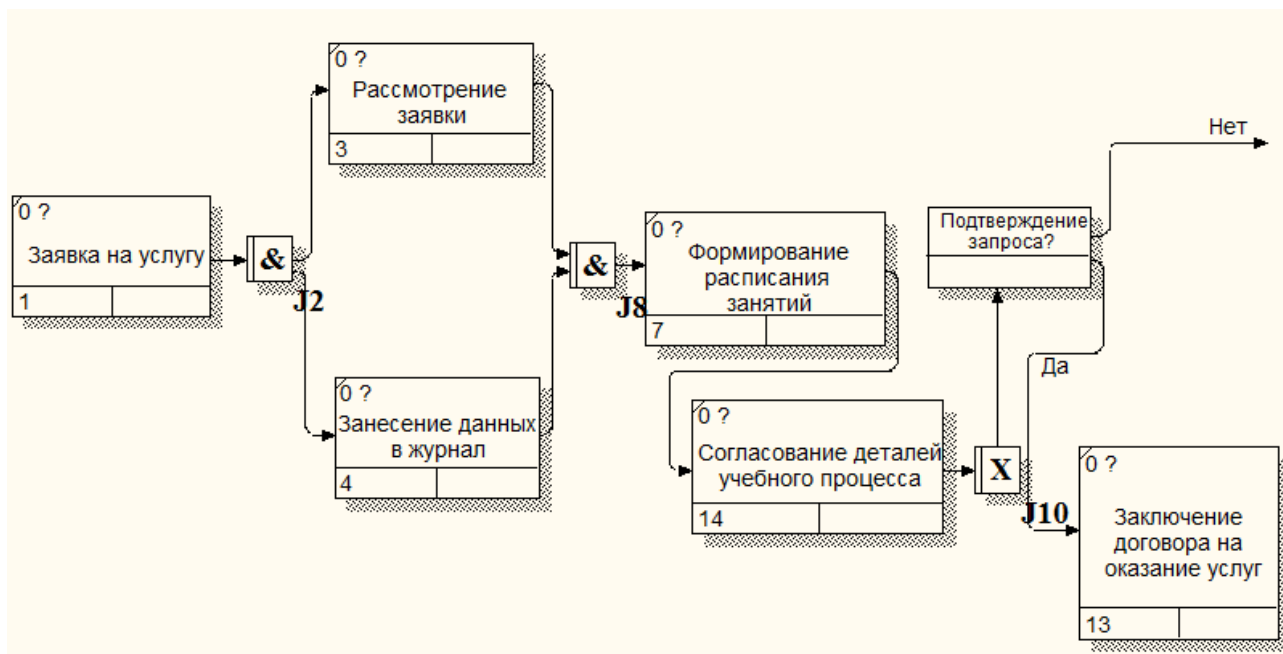 0 ?
Заявка на услугу
1
&
J2
0 ?
Рассмотрение
заявки
3
0 ?
Занесение данных
в журнал
4
&
J8
0 ?
Формирование
расписания
занятий
7
0 ?
Согласование деталей
учебного процесса
14
X
J10
Подтверждение
запроса?
Нет
Да
0 ?
Заключение
договора на
оказание услуг
13